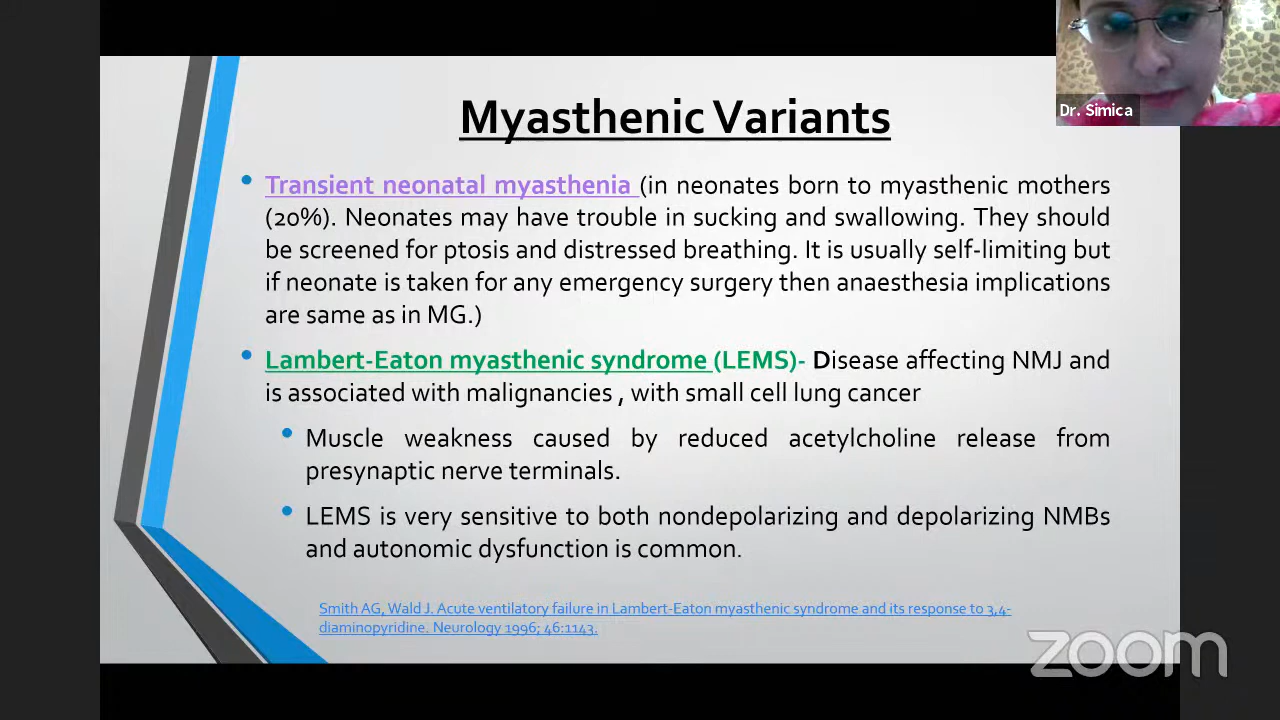 Dr. Simica
Myasthenic Variants
• Transient neonatal myasthenia (in neonates born to myasthenic mothers
(20%). Neonates may have trouble in sucking and swallowing. They should
be screened for ptosis and distressed breathing. It is usually self-limiting but
if neonate is taken for any emergency surgery then anaesthesia implications
are same as in MG.)
• Lambert-Eaton myasthenic syndrome (LEMS)- Disease affecting NMJ and
is associated with malignancies , with small cell lung cancer
• Muscle weakness caused by reduced acetylcholine release from
presynaptic nerve terminals.
• LEMS is very sensitive to both nondepolarizing and depolarizing NMBs
and autonomic dysfunction is common.
Smith AG, Wald J. Acute ventilatory failure in Lambert-Eaton myasthenic syndrome and its response to 3,4-
diaminopyridine. Neurology 1996; 46:1143.
zoom